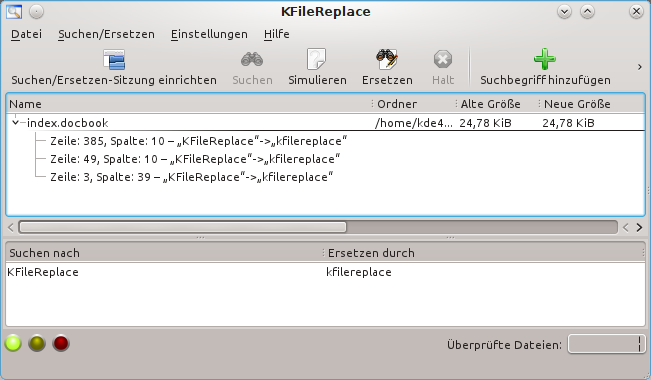 KFileReplace
Datei Suchen/Ersetzen Einstellungen Hilfe
Suchen/Ersetzen-Sitzung einrichten Suchen Simulieren Ersetzen Halt Suchbegriff hinzufügen
Name Ordner Alte Größe Neue Größe
index.docbook /home/kde4... 24,78 KiB 24,78 KiB
Zeile: 385, Spalte: 10 – „KFileReplace“->„kfilereplace“
Zeile: 49, Spalte: 10 – „KFileReplace“->„kfilereplace“
Zeile: 3, Spalte: 39 – „KFileReplace“->„kfilereplace“
Suchen nach Ersetzen durch
KFileReplace kfilereplace
Überprüfte Dateien: